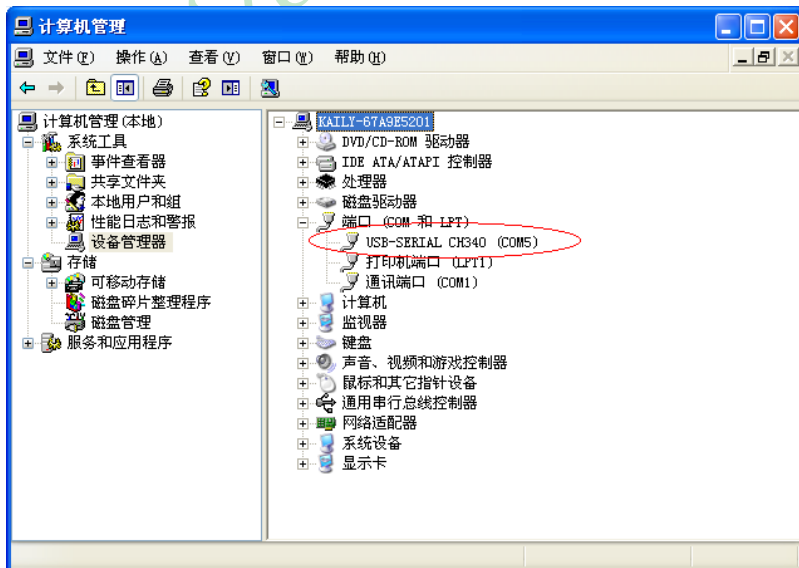 计算机管理
文件(F) 操作(A) 查看(V) 窗口(W) 帮助(H)
计算机管理(本地)
系统工具
事件查看器
共享文件夹
本地用户和组
性能日志和警报
设备管理器
存储
可移动存储
磁盘碎片整理程序
磁盘管理
服务和应用程序
KAILY-67A9E5201
DVD/CD-ROM 驱动器
IDE ATA/ATAPI 控制器
处理器
磁盘驱动器
端口 (COM 和 LPT)
USB-SERIAL CH340 (COM5)
打印机端口 (LPT1)
通讯端口 (COM1)
计算机
监视器
键盘
声音、视频和游戏控制器
鼠标和其它指针设备
通用串行总线控制器
网络适配器
系统设备
显示卡